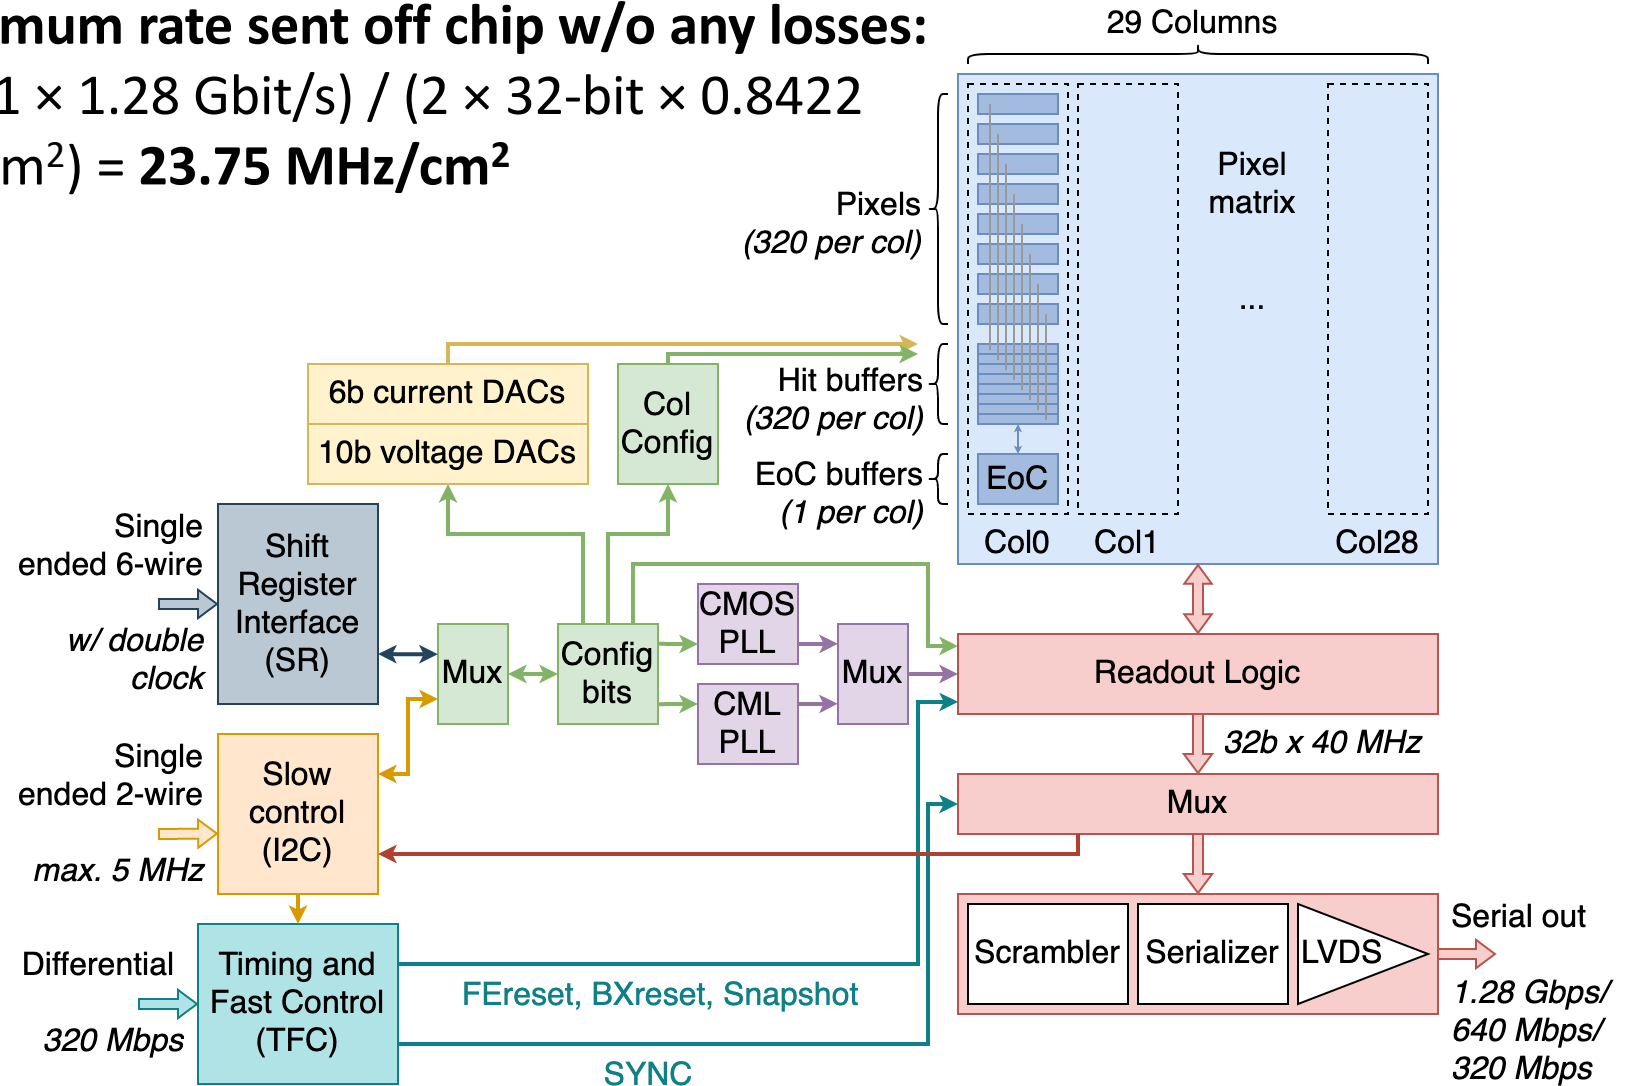 mum rate sent off chip w/o any losses:
1 × 1.28 Gbit/s) / (2 × 32-bit × 0.8422
m²) = 23.75 MHz/cm²
29 Columns
Pixels
(320 per col)
Pixel
matrix
...
Hit buffers
(320 per col)
EoC buffers
(1 per col)
EoC
Col0
Col1
Col28
6b current DACs
10b voltage DACs
Col
Config
Single
ended 6-wire
w/ double
clock
Shift
Register
Interface
(SR)
Mux
Config
bits
CMOS
PLL
CML
PLL
Mux
Readout Logic
32b x 40 MHz
Mux
Single
ended 2-wire
max. 5 MHz
Slow
control
(I2C)
Differential
320 Mbps
Timing and
Fast Control
(TFC)
FEreset, BXreset, Snapshot
SYNC
Scrambler
Serializer
LVDS
Serial out
1.28 Gbps/
640 Mbps/
320 Mbps